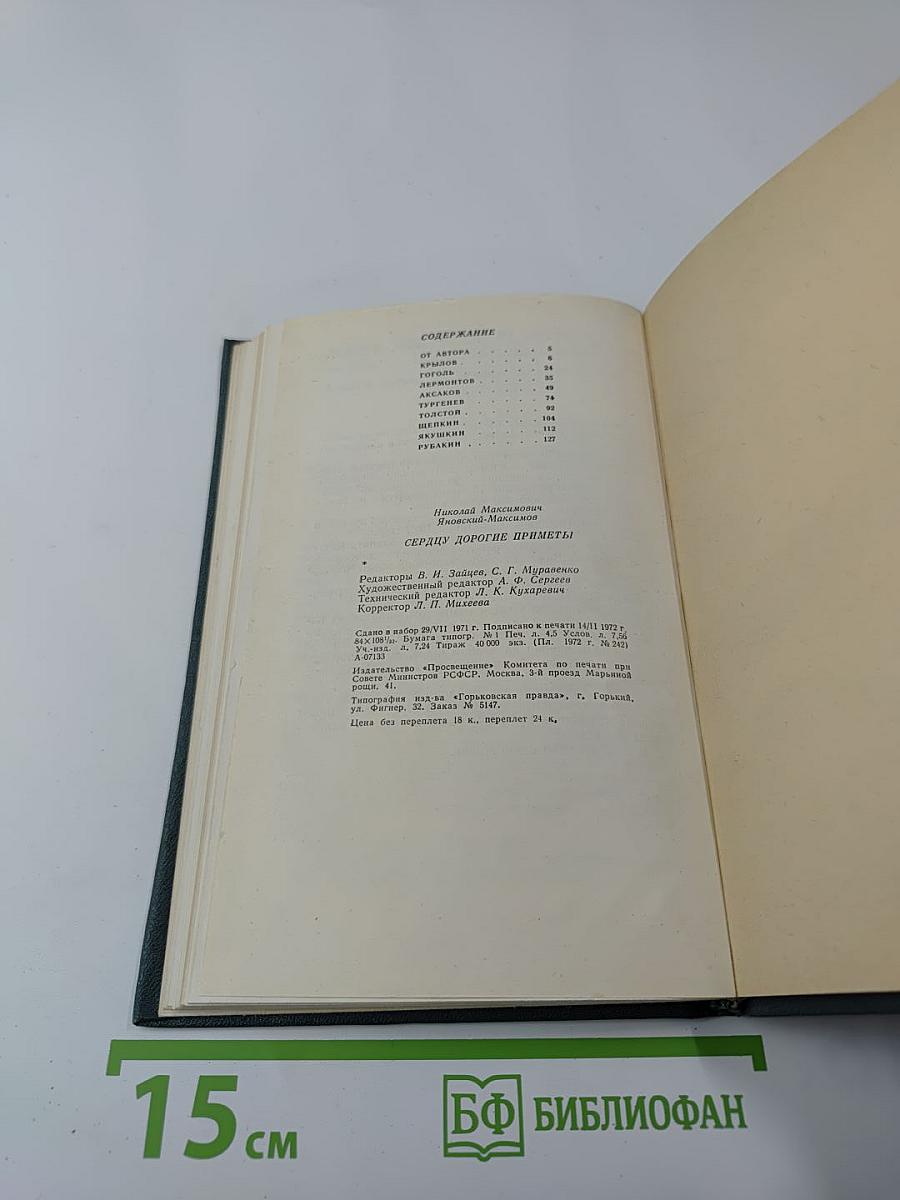 СОДЕРЖАНИЕ
ОТ АВТОРА . . . . . 5
КРЫЛОВ . . . . . . 6
ГОГОЛЬ . . . . . . 24
ЛЕРМОНТОВ . . . . . 35
АКСАКОВ . . . . . . 49
ТУРГЕНЕВ . . . . . 74
ТОЛСТОЙ . . . . . . 92
ЩЕПКИН . . . . . . 104
ЯКУШКИН . . . . . 112
РУБАКИН . . . . . . 127
Николай Максимович
Яновский-Максимов
СЕРДЦУ ДОРОГИЕ ПРИМЕТЫ
*
Редакторы В. И. Зайцев, С. Г. Муравенко
Художественный редактор А. Ф. Сергеев
Технический редактор Л. К. Кухаревич
Корректор Л. П. Михеева
Сдано в набор 29/VII 1971 г. Подписано к печати 14/II 1972 г.
84×108 1/32. Бумага типогр. № 1 Печ. л. 4,5 Услов. л. 7,56
Уч.-изд. л. 7,24 Тираж 40 000 экз. (Пл. 1972 г. № 242)
А-07133
Издательство «Просвещение» Комитета по печати при
Совете Министров РСФСР. Москва, 3-й проезд Марьиной
рощи, 41.
Типография изд-ва «Горьковская правда», г. Горький,
ул. Фигнер, 32. Заказ № 5147.
Цена без переплета 18 к., переплет 24 к.
15 см
БФ БИБЛИОФАН